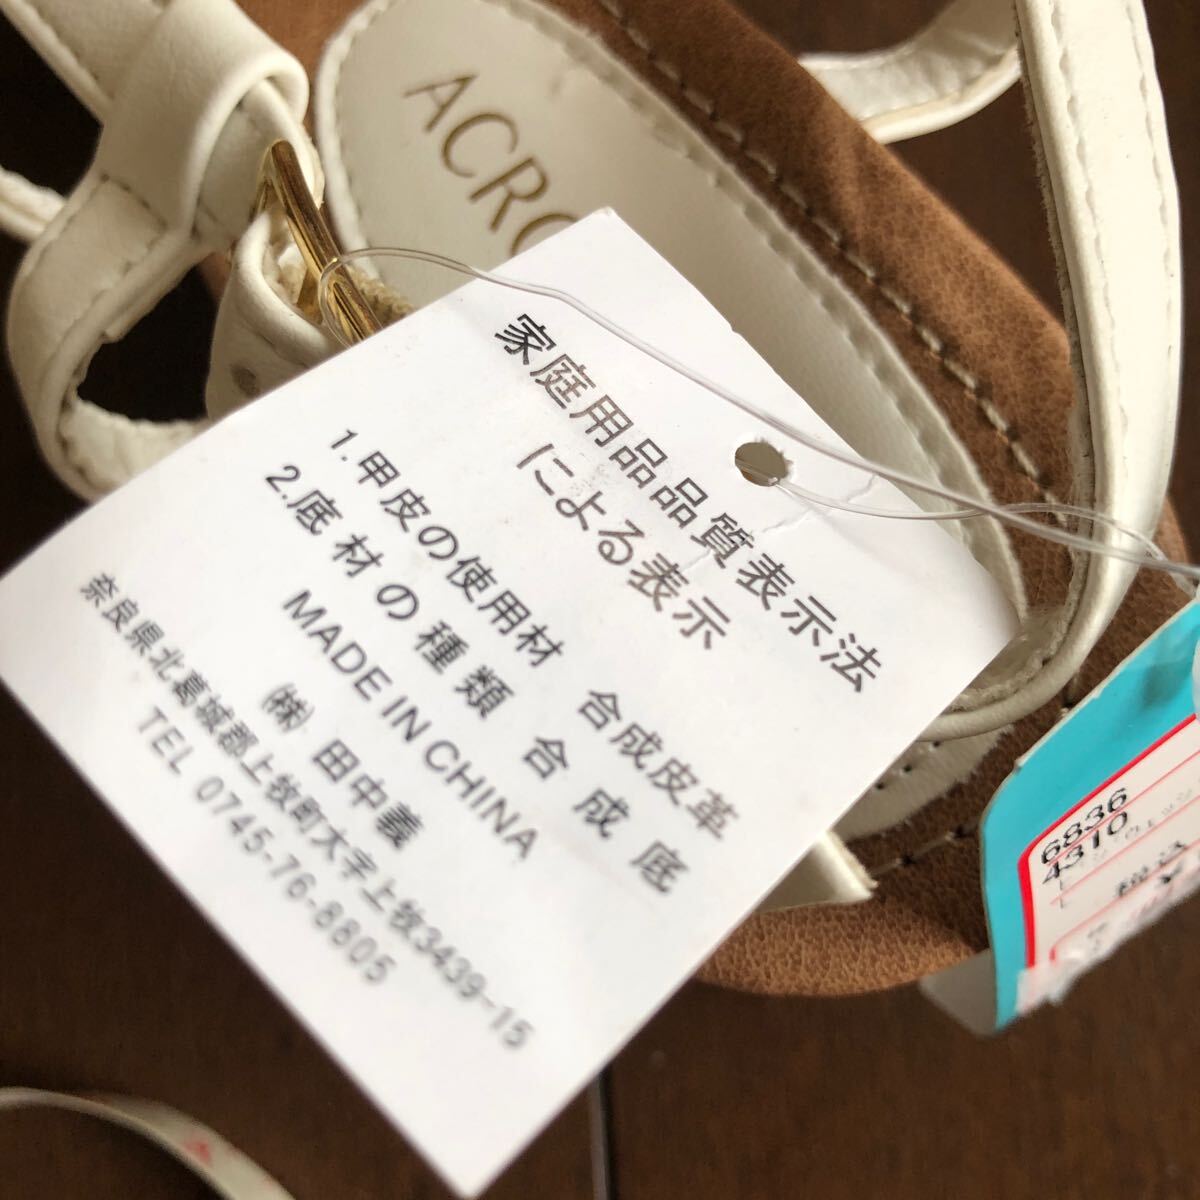 ACRO
家庭用品品質表示法
による表示
1.甲皮の使用材 合成皮革
2.底材の種類 合成底
MADE IN CHINA
㈱ 田中義
奈良県北葛城郡上牧町大字上牧3439-15
TEL 0745-76-8805
6836
4310
税込